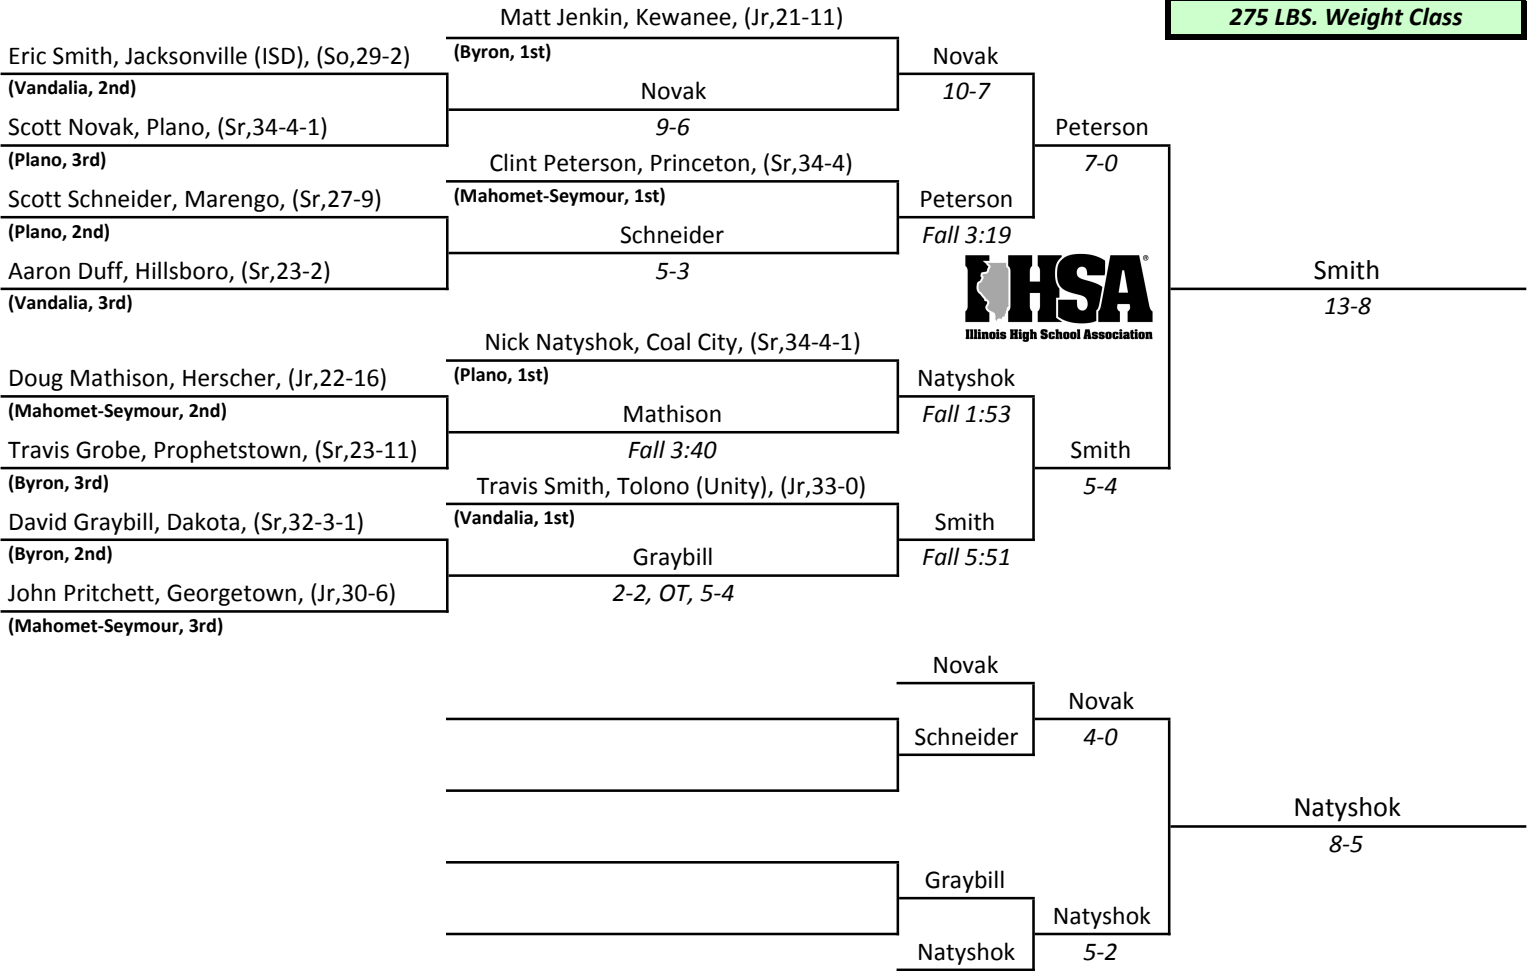 Matt Jenkin, Kewanee, (Jr,21-11)
275 LBS. Weight Class
Eric Smith, Jacksonville (ISD), (So,29-2)
(Byron, 1st)
Novak
(Vandalia, 2nd)
Novak
10-7
Scott Novak, Plano, (Sr,34-4-1)
9-6
Peterson
(Plano, 3rd)
Clint Peterson, Princeton, (Sr,34-4)
7-0
Scott Schneider, Marengo, (Sr,27-9)
(Mahomet-Seymour, 1st)
Peterson
(Plano, 2nd)
Schneider
Fall 3:19
Aaron Duff, Hillsboro, (Sr,23-2)
5-3
IHSA®
Smith
(Vandalia, 3rd)
13-8
Illinois High School Association
Nick Natyshok, Coal City, (Sr,34-4-1)
Doug Mathison, Herscher, (Jr,22-16)
(Plano, 1st)
Natyshok
(Mahomet-Seymour, 2nd)
Mathison
Fall 1:53
Travis Grobe, Prophetstown, (Sr,23-11)
Fall 3:40
Smith
(Byron, 3rd)
Travis Smith, Tolono (Unity), (Jr,33-0)
5-4
David Graybill, Dakota, (Sr,32-3-1)
(Vandalia, 1st)
Smith
(Byron, 2nd)
Graybill
Fall 5:51
John Pritchett, Georgetown, (Jr,30-6)
2-2, OT, 5-4
(Mahomet-Seymour, 3rd)
Novak
Novak
Schneider
4-0
Natyshok
8-5
Graybill
Natyshok
Natyshok
5-2